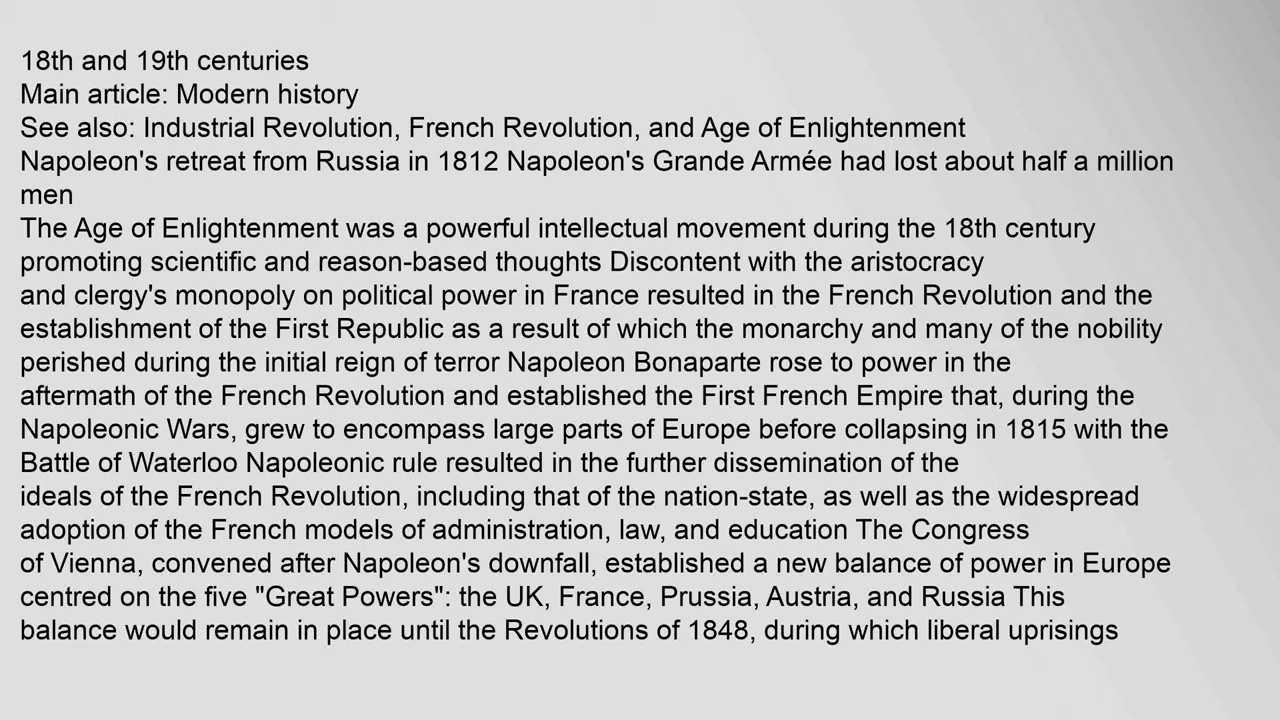 18th and 19th centuries
Main article: Modern history
See also: Industrial Revolution, French Revolution, and Age of Enlightenment
Napoleon's retreat from Russia in 1812 Napoleon's Grande Armée had lost about half a million
men
The Age of Enlightenment was a powerful intellectual movement during the 18th century
promoting scientific and reason-based thoughts Discontent with the aristocracy
and clergy's monopoly on political power in France resulted in the French Revolution and the
establishment of the First Republic as a result of which the monarchy and many of the nobility
perished during the initial reign of terror Napoleon Bonaparte rose to power in the
aftermath of the French Revolution and established the First French Empire that, during the
Napoleonic Wars, grew to encompass large parts of Europe before collapsing in 1815 with the
Battle of Waterloo Napoleonic rule resulted in the further dissemination of the
ideals of the French Revolution, including that of the nation-state, as well as the widespread
adoption of the French models of administration, law, and education The Congress
of Vienna, convened after Napoleon's downfall, established a new balance of power in Europe
centred on the five "Great Powers": the UK, France, Prussia, Austria, and Russia This
balance would remain in place until the Revolutions of 1848, during which liberal uprisings